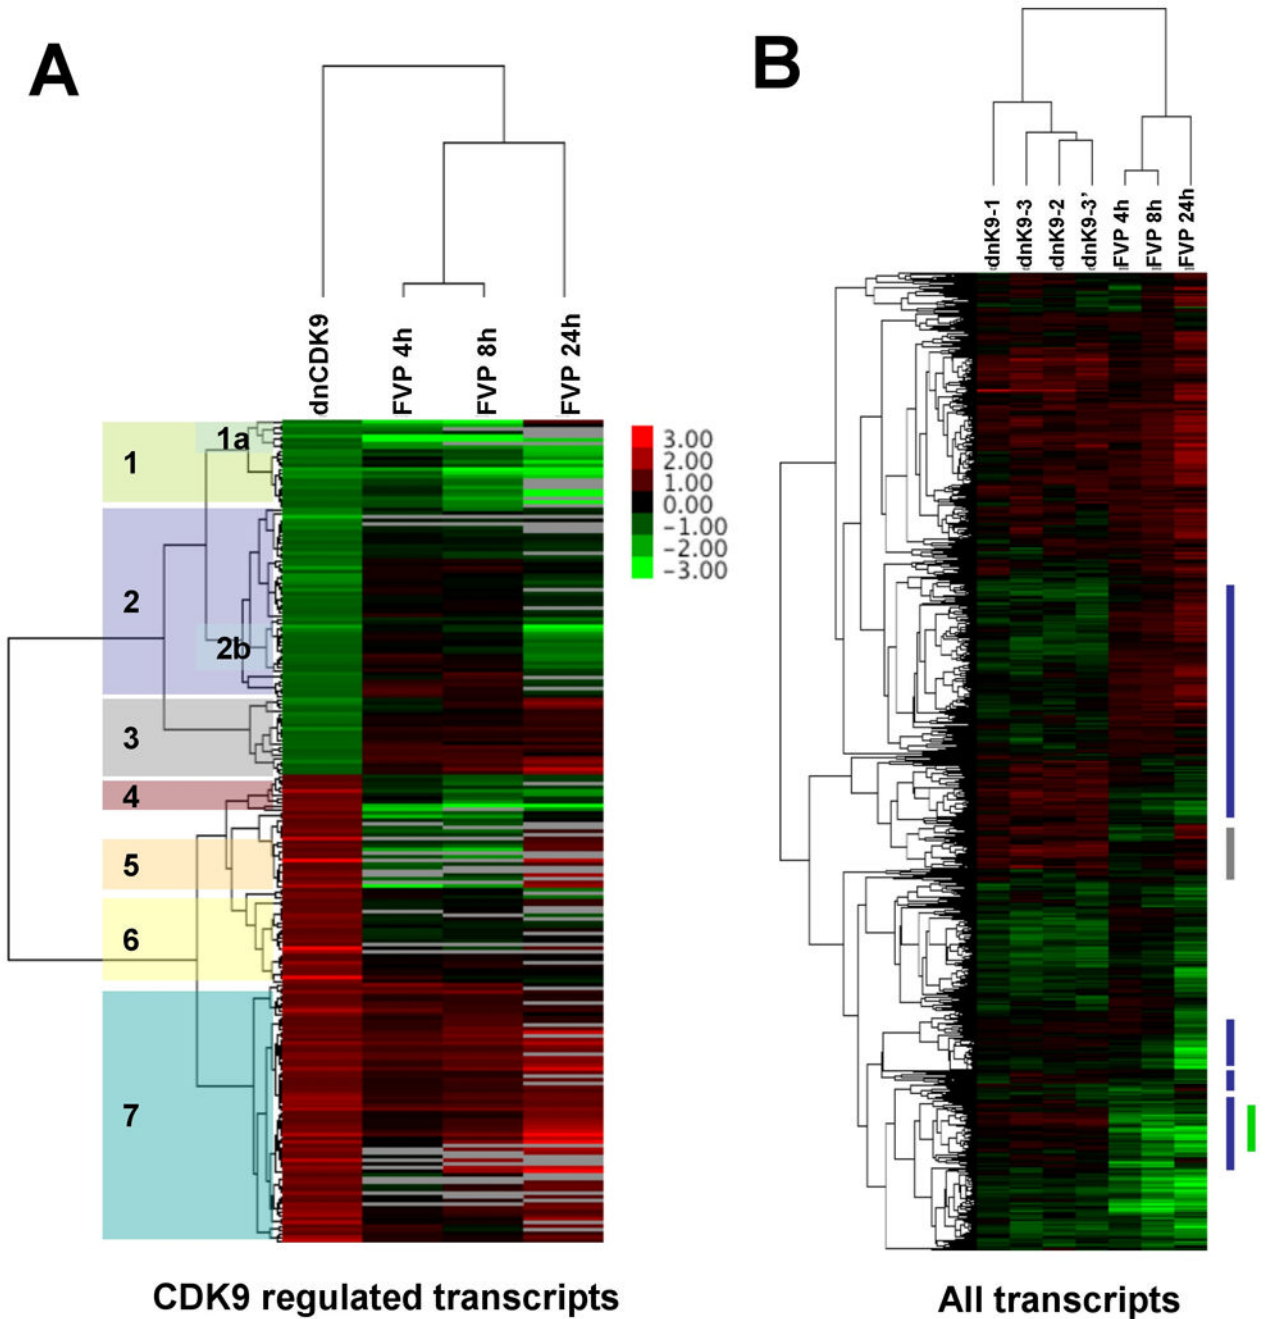 A
B
dnCDK9
FVP 4h
FVP 8h
FVP 24h
dnK9-1
dnK9-3
dnK9-2
dnK9-3’
FVP 4h
FVP 8h
FVP 24h
1a
1
2
2b
3
4
5
6
7
3.00
2.00
1.00
0.00
−1.00
−2.00
−3.00
CDK9 regulated transcripts
All transcripts